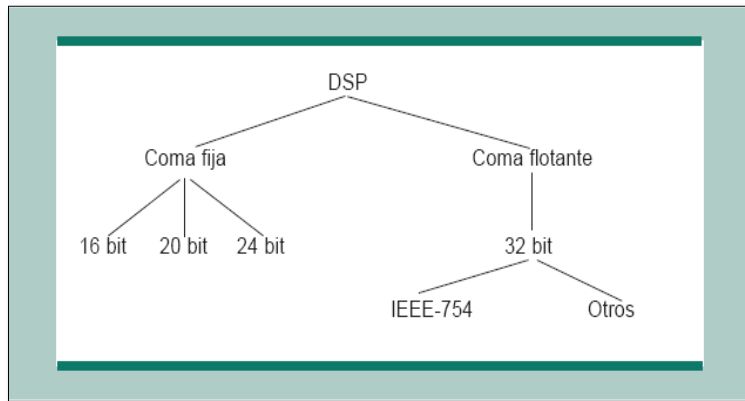 DSP
Coma fija Coma flotante
16 bit 20 bit 24 bit 32 bit
IEEE-754 Otros